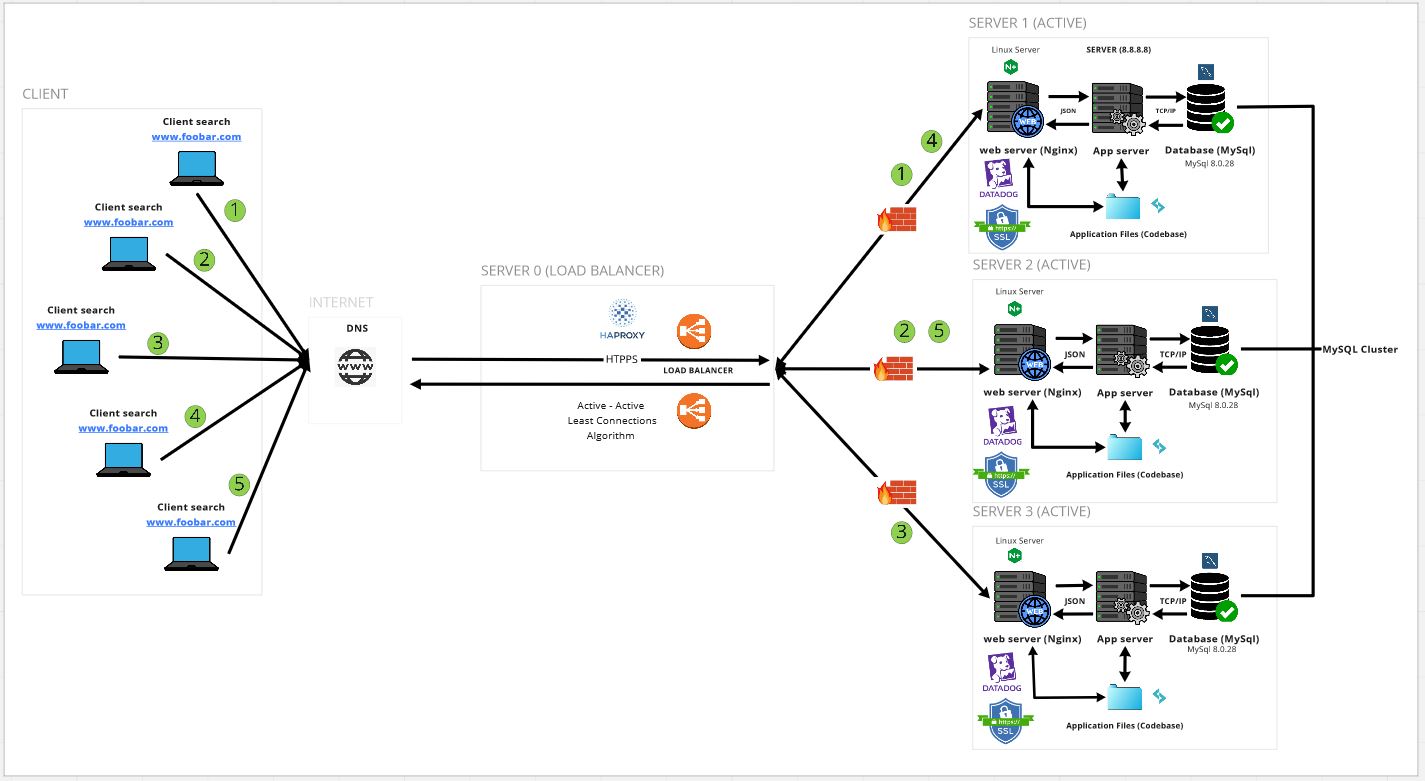 CLIENT
Client search
www.foobar.com
1
Client search
www.foobar.com
2
Client search
www.foobar.com
3
Client search
www.foobar.com
4
Client search
www.foobar.com
5
INTERNET
DNS
WWW
SERVER 0 (LOAD BALANCER)
HAPROXY
HTPPS
LOAD BALANCER
Active - Active
Least Connections
Algorithm
4
1
2 5
3
SERVER 1 (ACTIVE)
Linux Server
SERVER (8.8.8.8)
N+
JSON
TCP/IP
WEB
web server (Nginx)
App server
Database (MySql)
MySql 8.0.28
DATADOG
https://
SSL
Application Files (Codebase)
SERVER 2 (ACTIVE)
Linux Server
N+
JSON
TCP/IP
WEB
web server (Nginx)
App server
Database (MySql)
MySql 8.0.28
DATADOG
https://
SSL
Application Files (Codebase)
SERVER 3 (ACTIVE)
Linux Server
N+
JSON
TCP/IP
WEB
web server (Nginx)
App server
Database (MySql)
MySql 8.0.28
DATADOG
https://
SSL
Application Files (Codebase)
MySQL Cluster